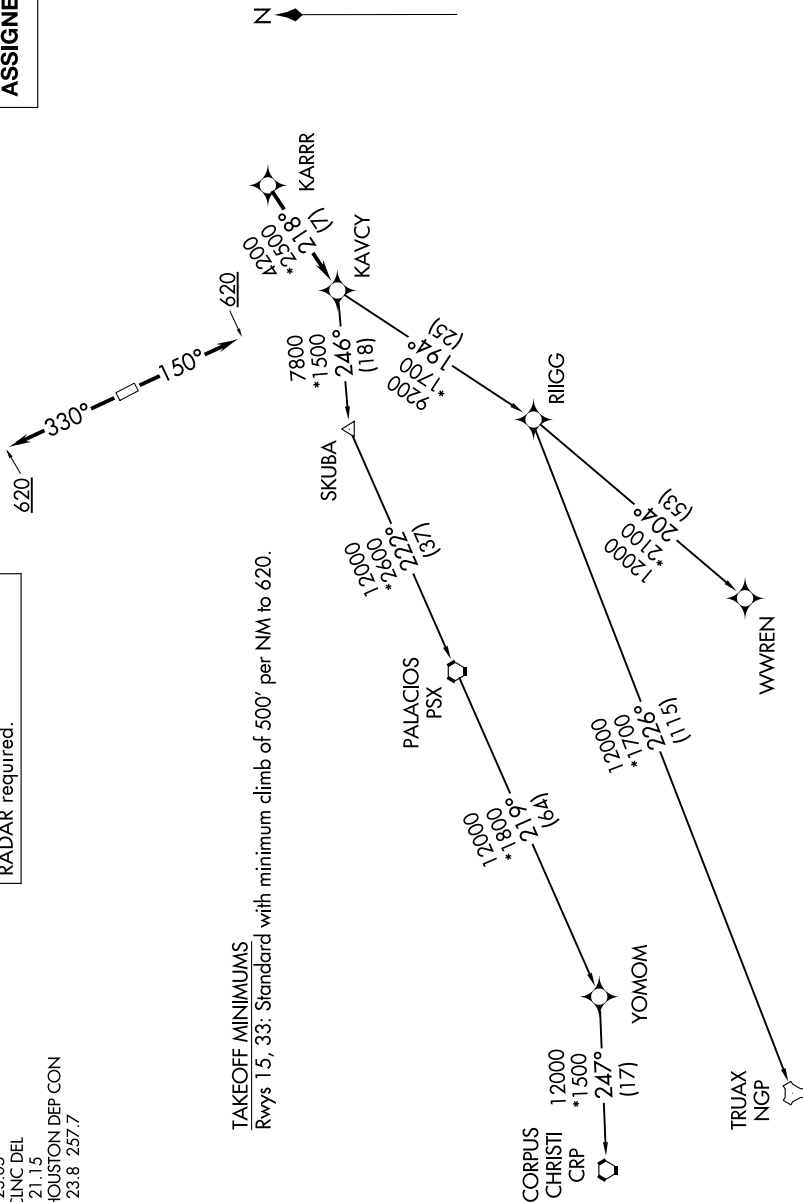 ASSIGNE
N
RADAR required.
CLNC DEL
21.15
HOUSTON DEP CON
23.8 257.7
TAKEOFF MINIMUMS
Rwys 15, 33: Standard with minimum climb of 500' per NM to 620.
620
330°
150°
620
KARRR
4200
*2500
218°
(7)
KAVCY
7800
*1500
246°
(18)
9200
*1700
194°
(25)
SKUBA
RIIGG
12000
*2600
222°
(37)
12000
*2100
204°
(53)
PALACIOS
PSX
WWREN
12000
*1800
219°
(64)
12000
*1700
226°
(115)
YOMOM
12000
*1500
247°
(17)
CORPUS
CHRISTI
CRP
TRUAX
NGP